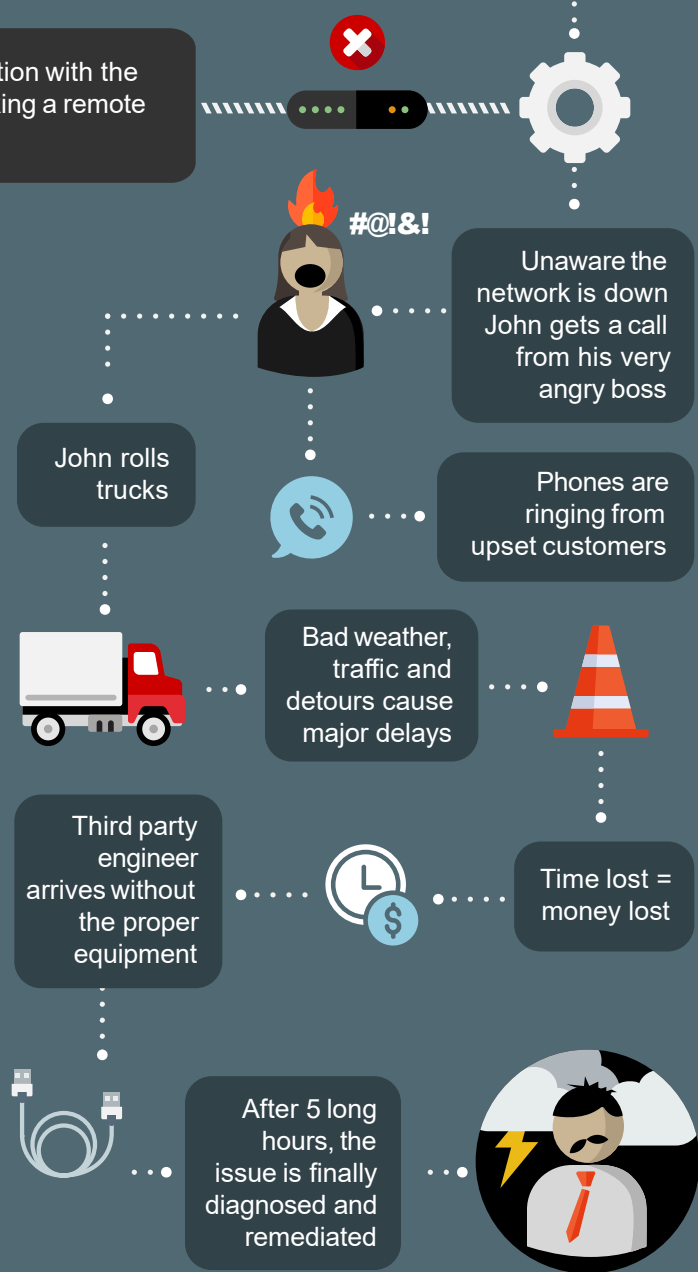 tion with the
ing a remote
#@!&!
Unaware the
network is down
John gets a call
from his very
angry boss
John rolls
trucks
Phones are
ringing from
upset customers
Bad weather,
traffic and
detours cause
major delays
Time lost =
money lost
$
Third party
engineer
arrives without
the proper
equipment
After 5 long
hours, the
issue is finally
diagnosed and
remediated